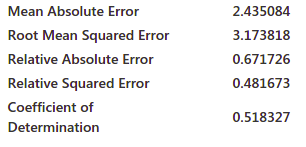 Mean Absolute Error 2.435084
Root Mean Squared Error 3.173818
Relative Absolute Error 0.671726
Relative Squared Error 0.481673
Coefficient of
Determination 0.518327